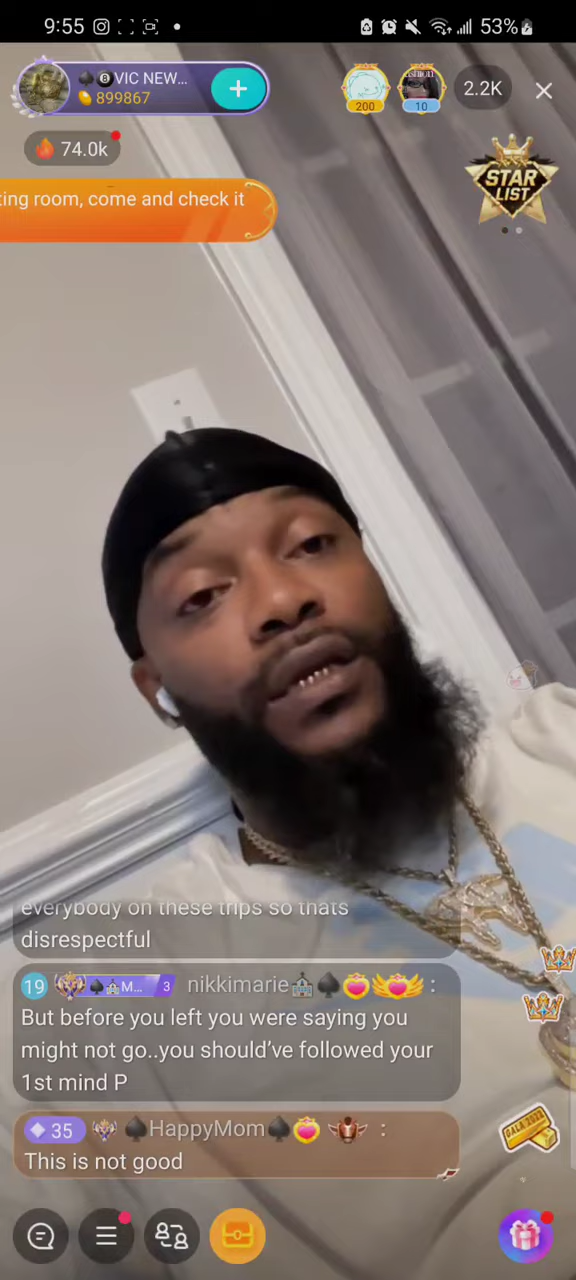 9:55
53%
VIC NEW...
899867
200
10
2.2K
74.0k
ting room, come and check it
STAR
LIST
everybody on these trips so thats
disrespectful
19 M... 3 nikkimarie :
But before you left you were saying you
might not go..you should've followed your
1st mind P
35 HappyMom :
This is not good
GALA 2022